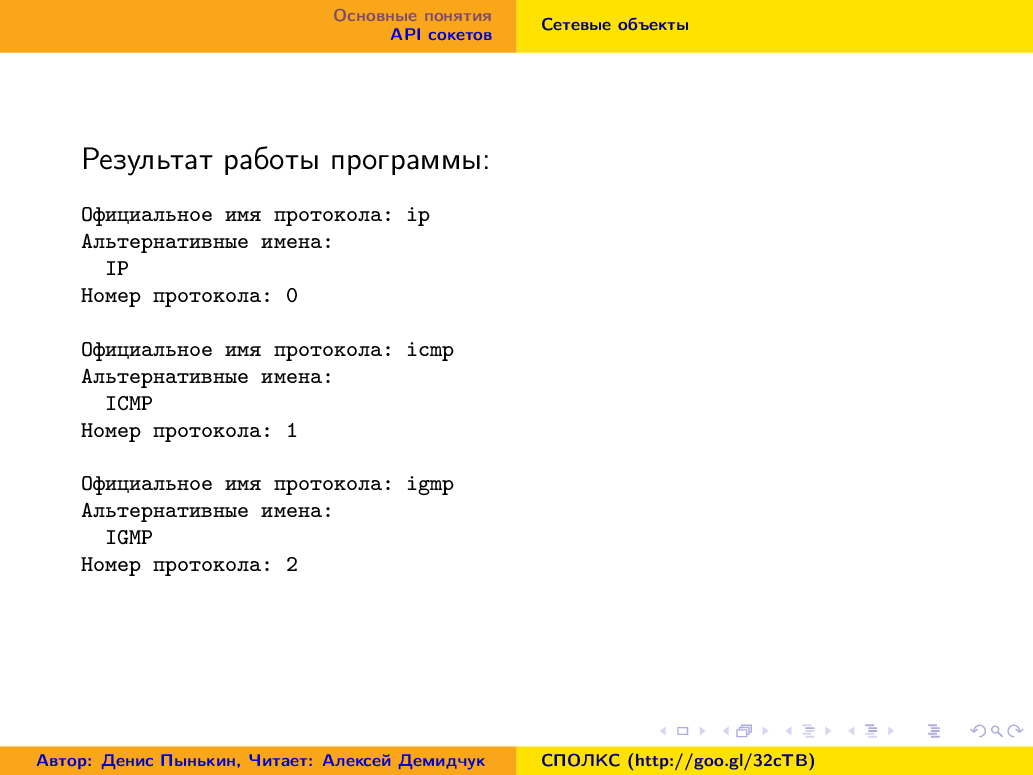 Основные понятия
API сокетов
Сетевые объекты
Результат работы программы:
Официальное имя протокола: ip
Альтернативные имена:
IP
Номер протокола: 0
Официальное имя протокола: icmp
Альтернативные имена:
ICMP
Номер протокола: 1
Официальное имя протокола: igmp
Альтернативные имена:
IGMP
Номер протокола: 2
Автор: Денис Пынькин, Читает: Алексей Демидчук
СПОЛКС (http://goo.gl/32cTB)